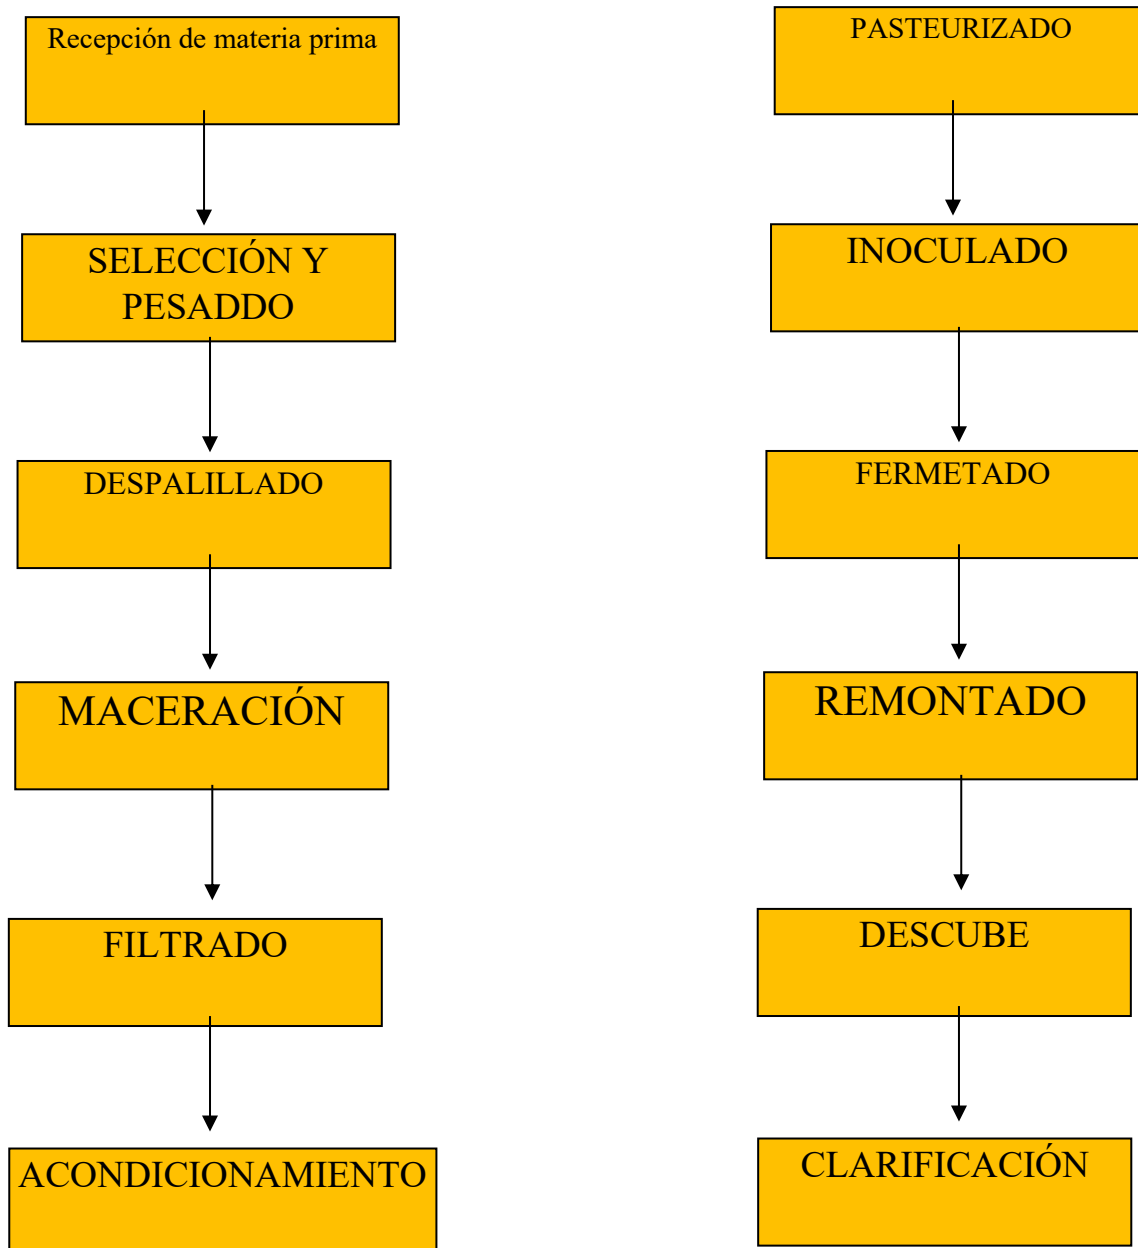 Recepción de materia prima
SELECCIÓN Y
PESADDO
DESPALILLADO
MACERACIÓN
FILTRADO
ACONDICIONAMIENTO
PASTEURIZADO
INOCULADO
FERMETADO
REMONTADO
DESCUBE
CLARIFICACIÓN